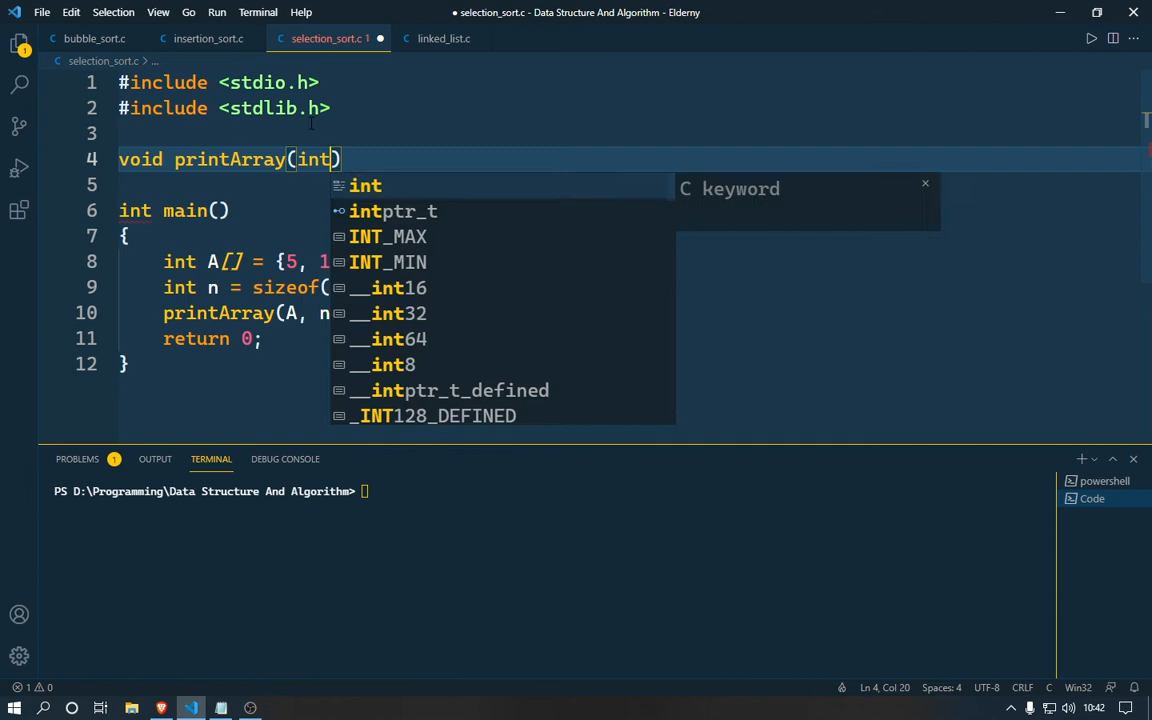 File Edit Selection View Go Run Terminal Help
● selection_sort.c - Data Structure And Algorithm - Elderny
C bubble_sort.c
C insertion_sort.c
C selection_sort.c 1 ●
C linked_list.c
C selection_sort.c > ...
1 #include <stdio.h>
2 #include <stdlib.h>
3
4 void printArray(int)
5
6 int main()
7 {
8 int A[] = {5, 1
9 int n = sizeof(
10 printArray(A, n
11 return 0;
12 }
int
intptr_t
INT_MAX
INT_MIN
__int16
__int32
__int64
__int8
__intptr_t_defined
_INT128_DEFINED
C keyword
PROBLEMS 1 OUTPUT TERMINAL DEBUG CONSOLE
PS D:\Programming\Data Structure And Algorithm>
powershell
Code
1 0
Ln 4, Col 20 Spaces: 4 UTF-8 CRLF C Win32
10:42